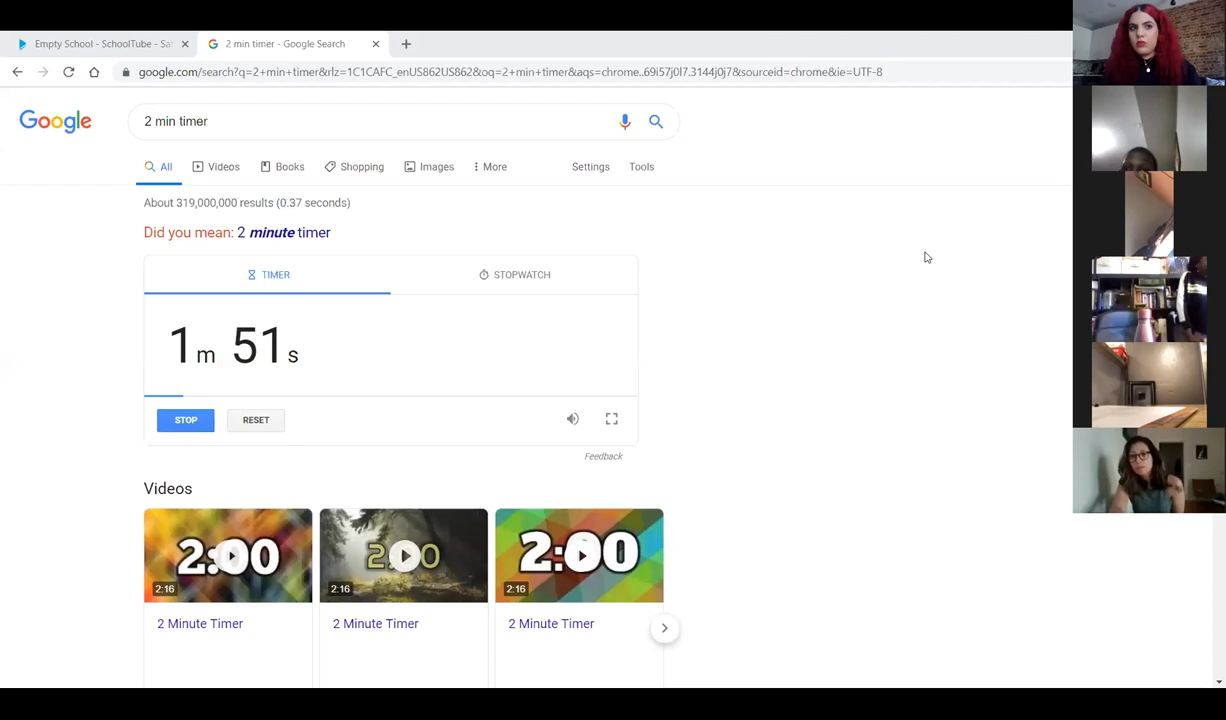 Empty School - SchoolTube - Sa
2 min timer - Google Search
google.com/search?q=2+min+timer&rlz=1C1CAFC_enUS862US862&oq=2+min+timer&aqs=chrome..69i57j0l7.3144j0j7&sourceid=chrome&ie=UTF-8
Google
2 min timer
All Videos Books Shopping Images More Settings Tools
About 319,000,000 results (0.37 seconds)
Did you mean: 2 minute timer
TIMER STOPWATCH
1m 51s
STOP RESET
Feedback
Videos
2:00 2:00 2:00
2:16 2:16 2:16
2 Minute Timer 2 Minute Timer 2 Minute Timer